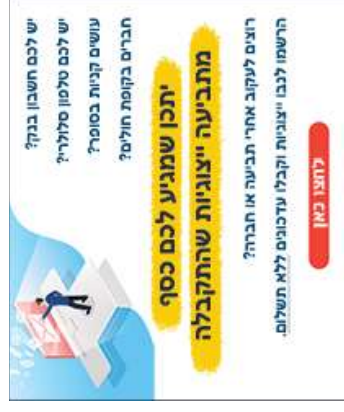 יש לכם חשבון בנק?
יש לכם טלפון סלולרי?
עושים קניות בסופר?
חברים בקופת חולים?
יתכן שמגיע לכם כסף
מתביעה ייצוגית שהתקבלה
רוצים לעקוב אחרי תביעה או חברה?
הרשמו לנבו ייצוגיות וקבלו עדכונים ללא תשלום.
לחצו כאן